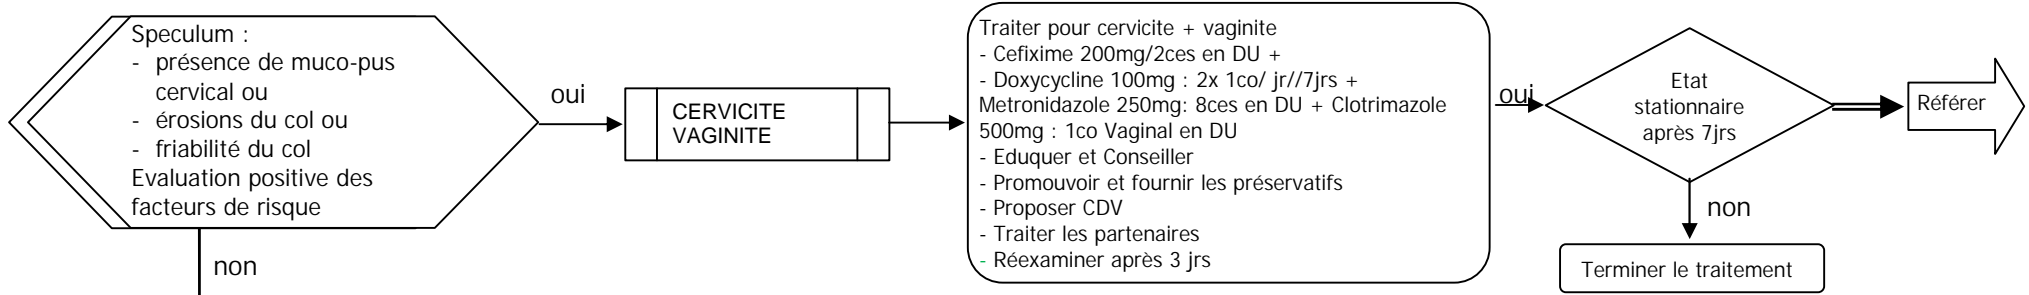 Speculum :
- présence de muco-pus
cervical ou
- érosions du col ou
- friabilité du col
Evaluation positive des
facteurs de risque
non
oui
CERVICITE
VAGINITE
Traiter pour cervicite + vaginite
- Cefixime 200mg/2ces en DU +
- Doxycycline 100mg : 2x 1co/ jr//7jrs +
Metronidazole 250mg: 8ces en DU + Clotrimazole
500mg : 1co Vaginal en DU
- Eduquer et Conseiller
- Promouvoir et fournir les préservatifs
- Proposer CDV
- Traiter les partenaires
- Réexaminer après 3 jrs
oui
Etat
stationnaire
après 7jrs
Référer
non
Terminer le traitement